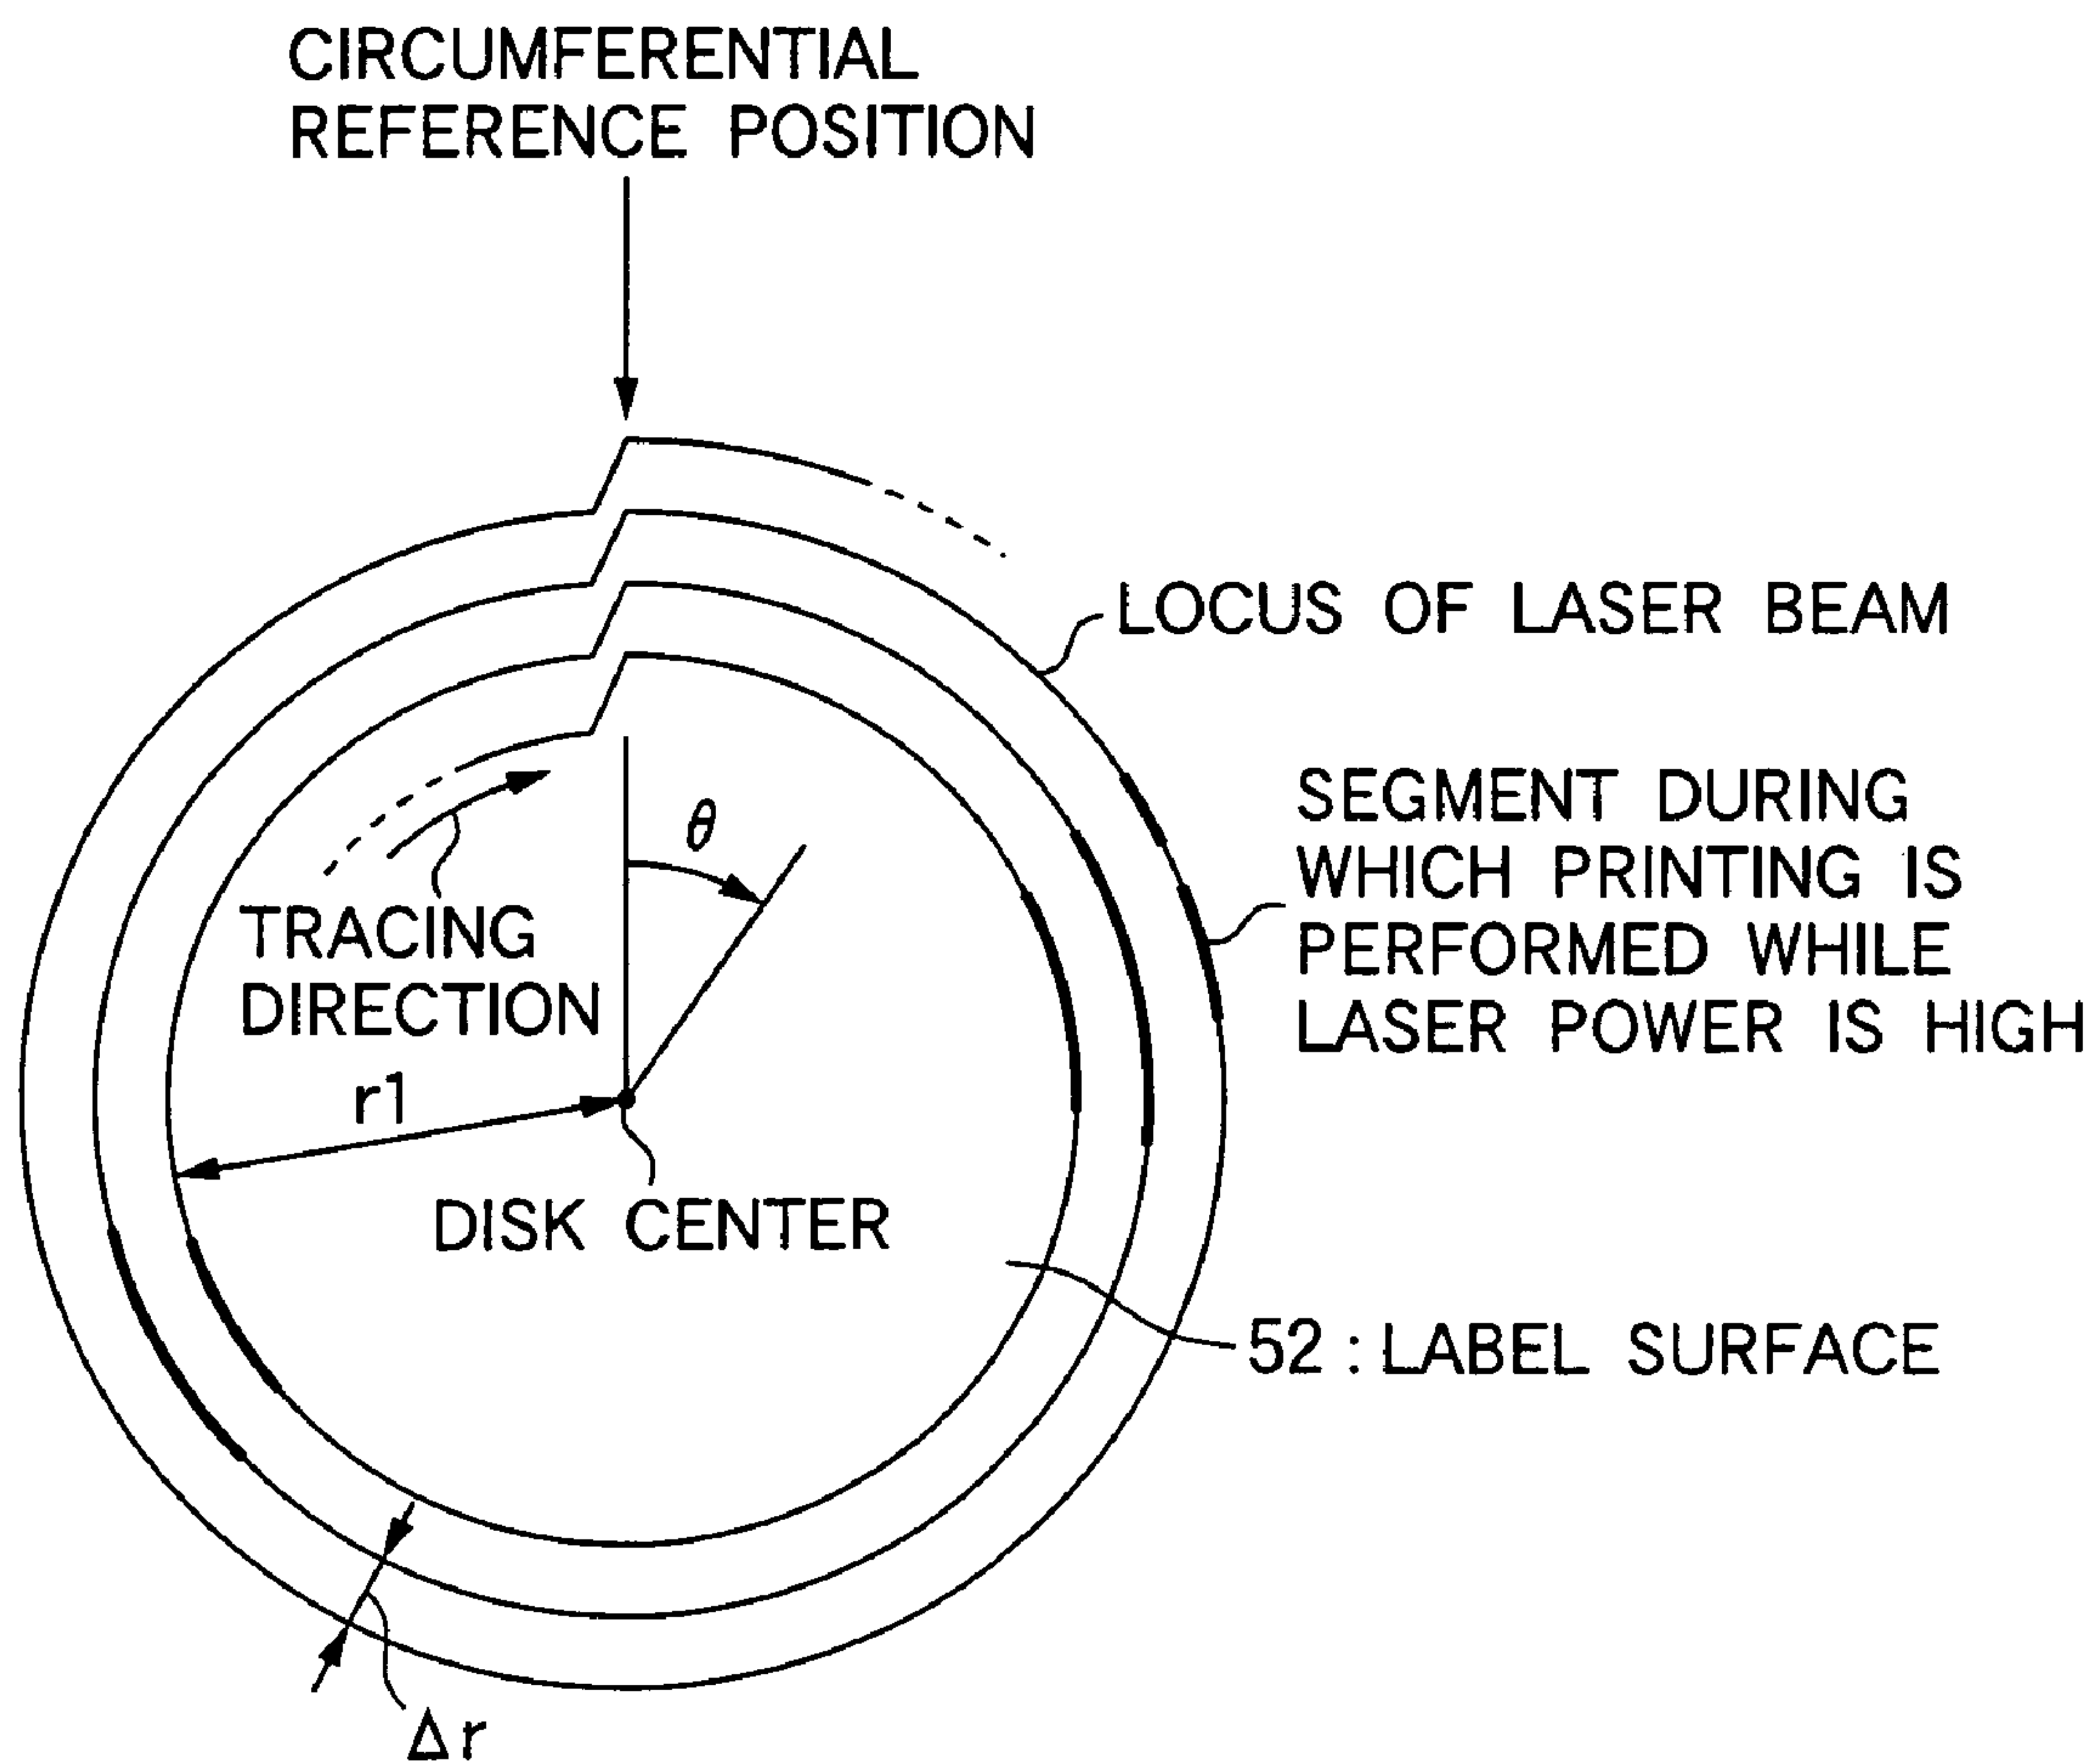 CIRCUMFERENTIAL
REFERENCE POSITION
LOCUS OF LASER BEAM
SEGMENT DURING
WHICH PRINTING IS
PERFORMED WHILE
LASER POWER IS HIGH
θ
TRACING
DIRECTION
r1
DISK CENTER
52 : LABEL SURFACE
Δr